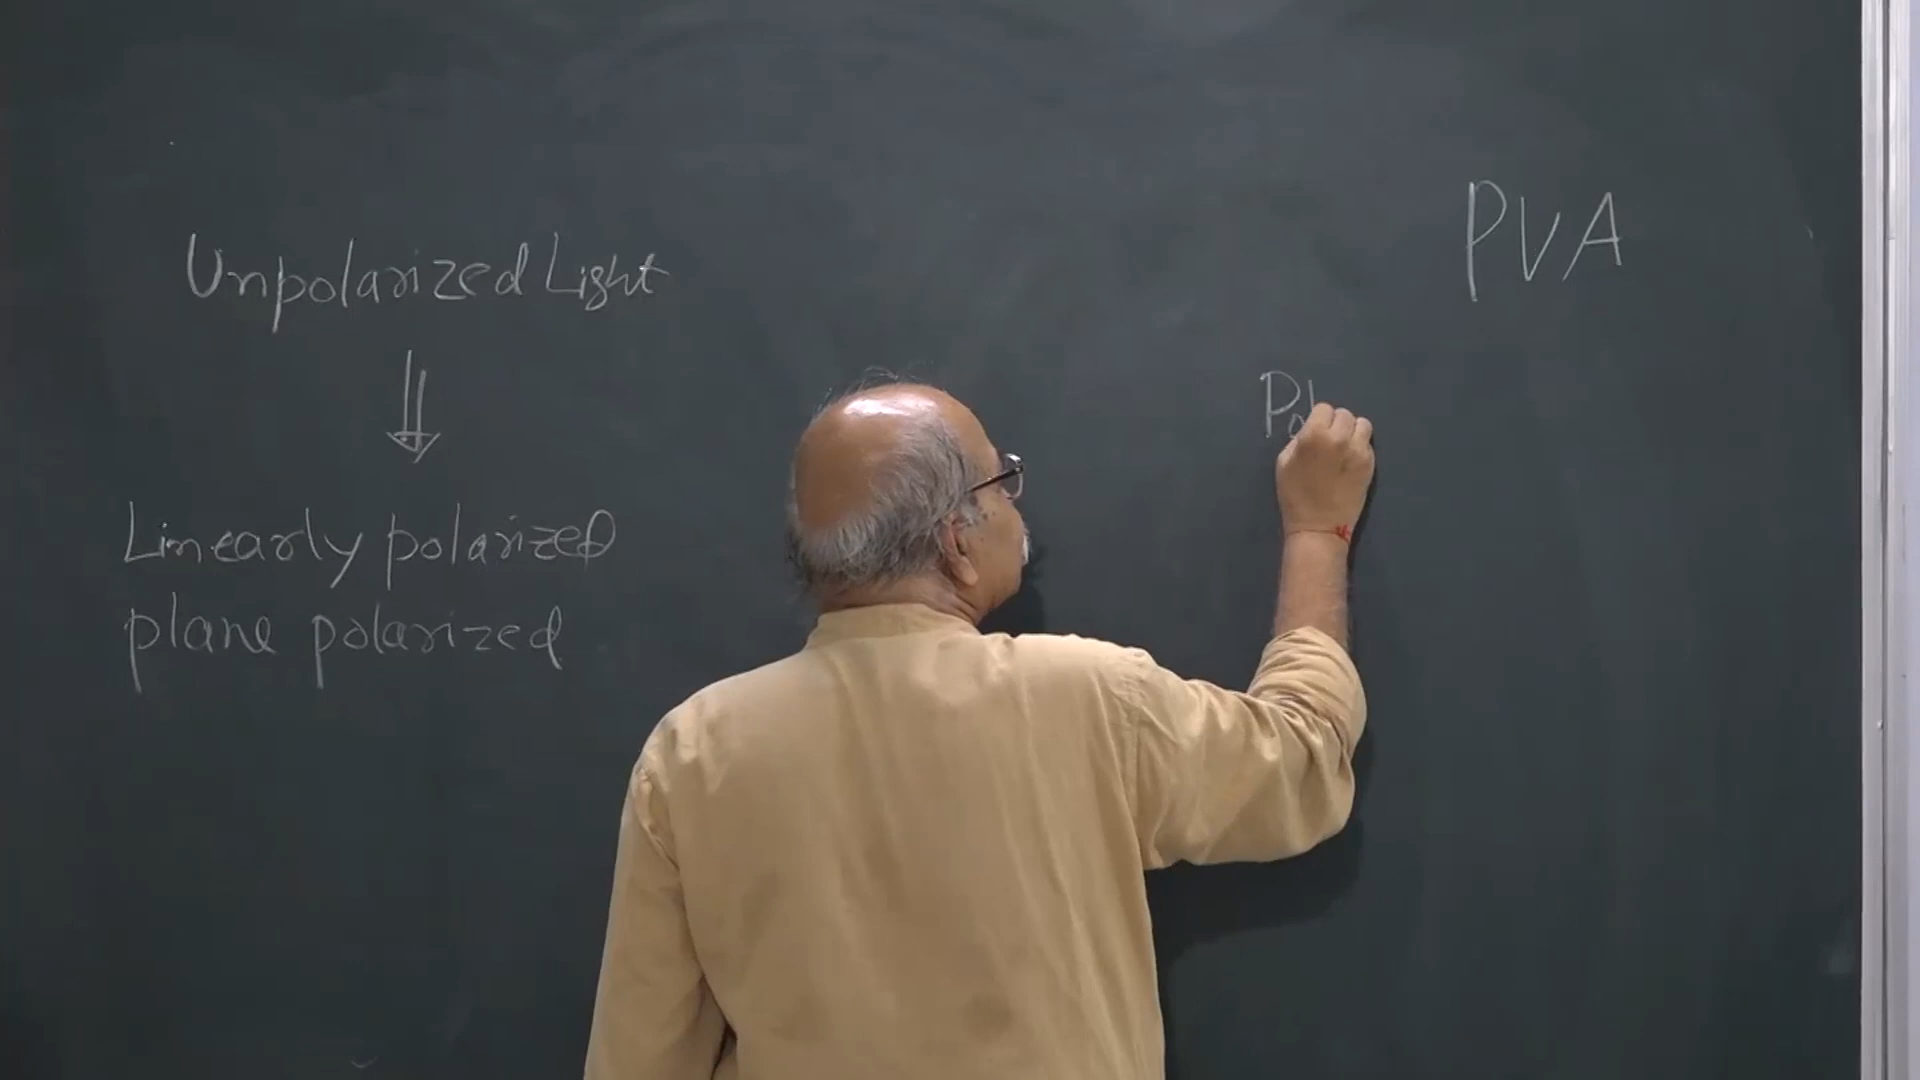 Unpolarized Light
Linearly polarized
plane polarized
PVA